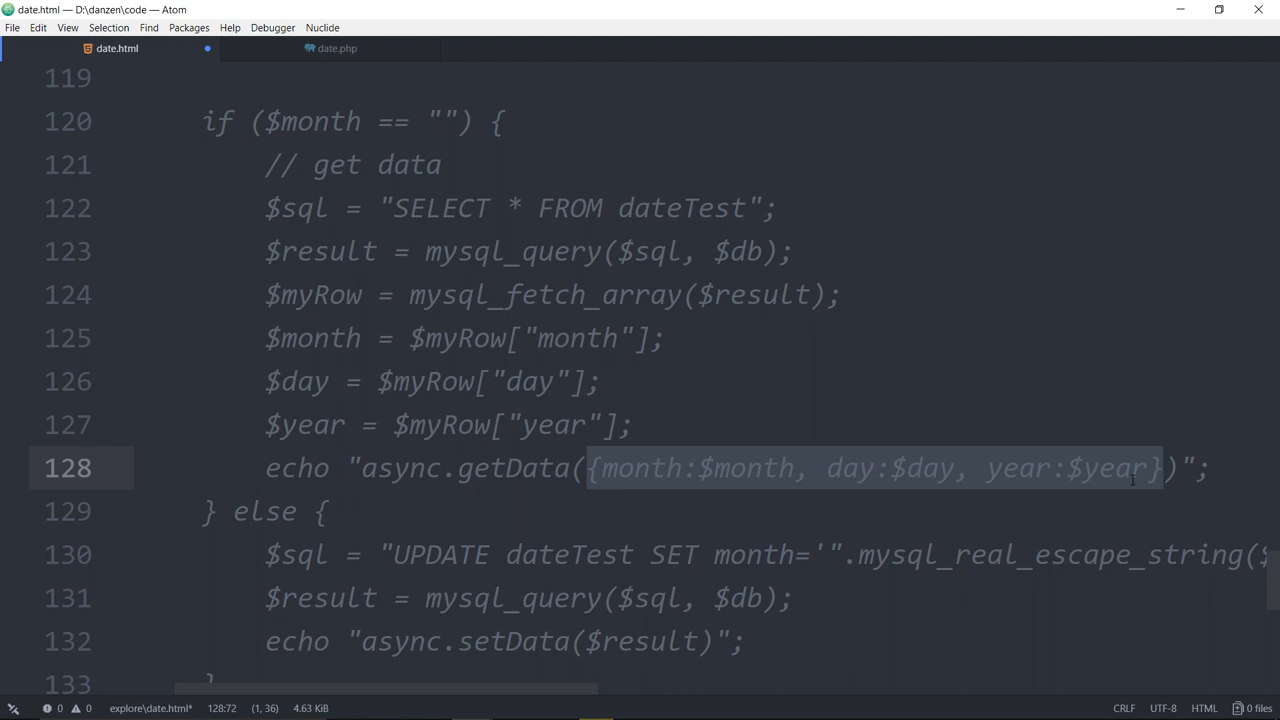 date.html — D:\danzen\code — Atom
File Edit View Selection Find Packages Help Debugger Nuclide
date.html date.php
119
120 if ($month == "") {
121 // get data
122 $sql = "SELECT * FROM dateTest";
123 $result = mysql_query($sql, $db);
124 $myRow = mysql_fetch_array($result);
125 $month = $myRow["month"];
126 $day = $myRow["day"];
127 $year = $myRow["year"];
128 echo "async.getData({month:$month, day:$day, year:$year})";
129 } else {
130 $sql = "UPDATE dateTest SET month='".mysql_real_escape_string($
131 $result = mysql_query($sql, $db);
132 echo "async.setData($result)";
133 }
0 0 explore\date.html* 128:72 (1, 36) 4.63 KiB CRLF UTF-8 HTML 0 files